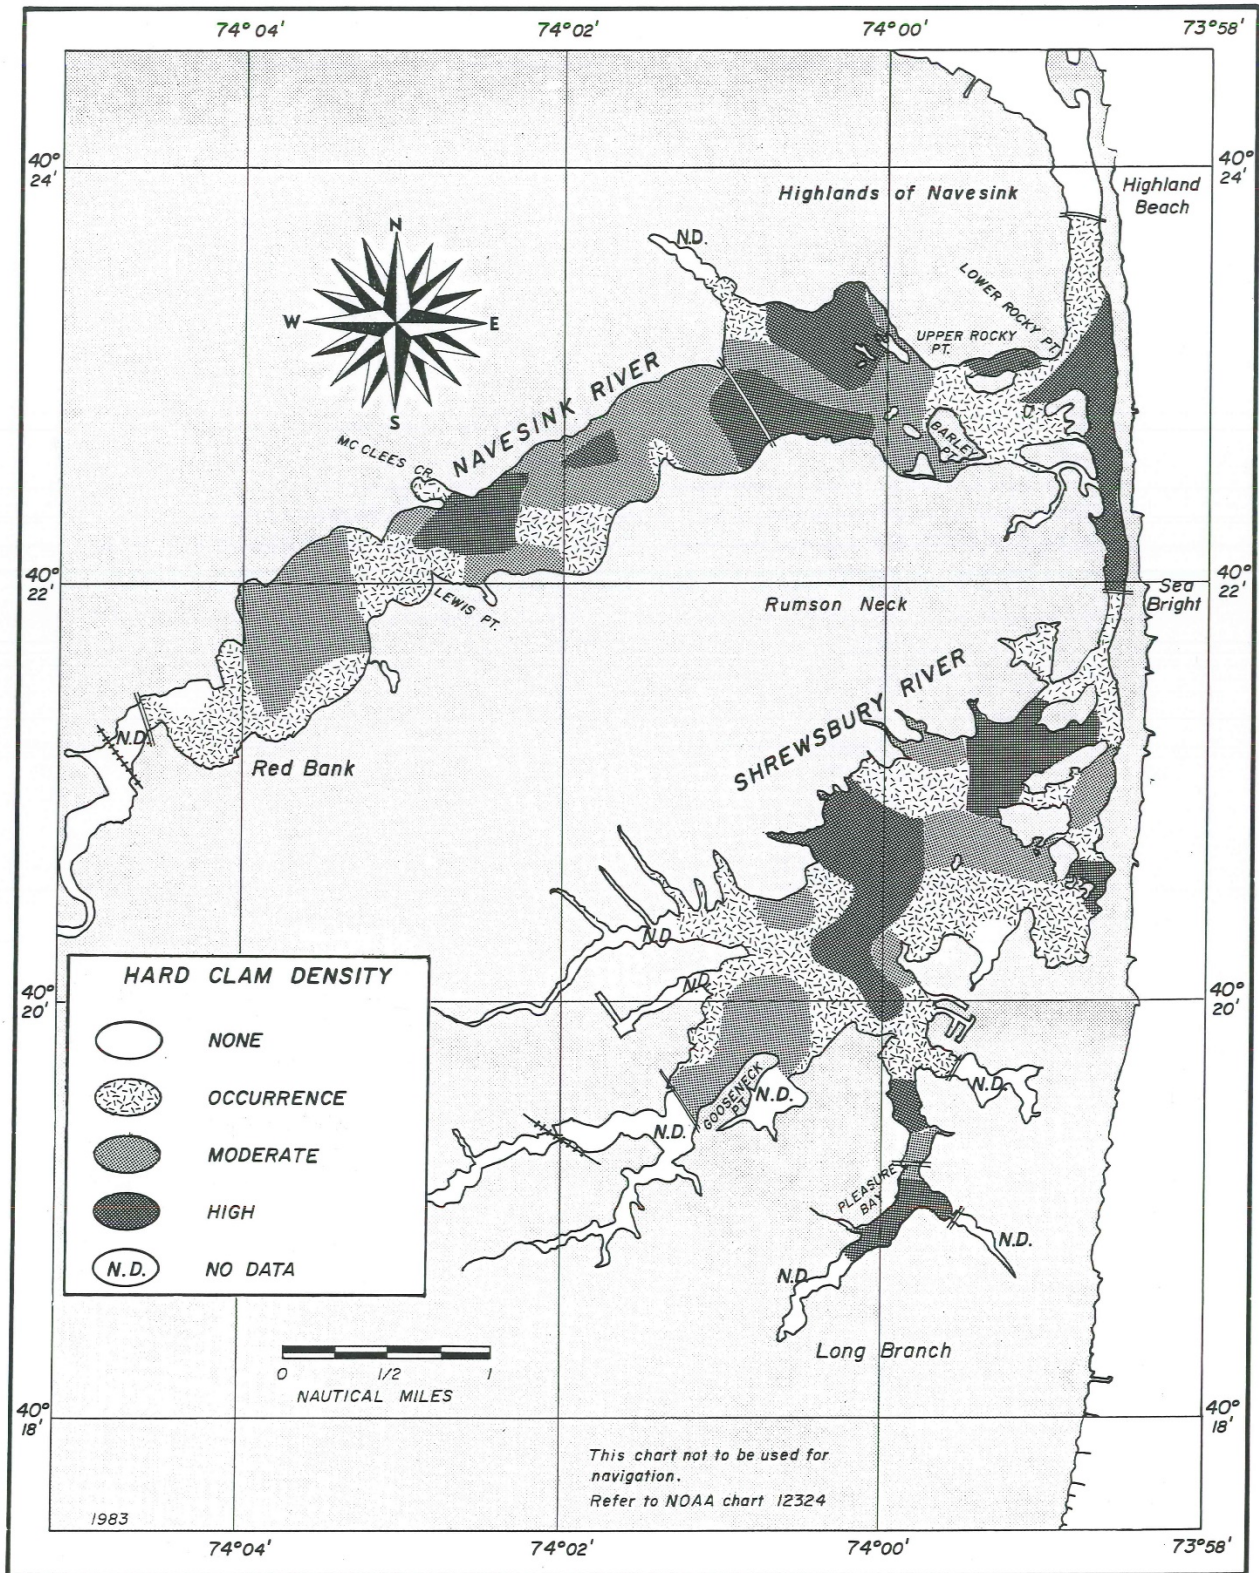 74° 04' 74° 02' 74° 00' 73° 58'
40° 24'
40° 24'
Highlands of Navesink
Highland
Beach
N.D.
N
W E
S
LOWER ROCKY PT.
UPPER ROCKY
PT.
NAVESINK RIVER
BARLEY
PT.
MC CLEES CR.
40° 22'
40° 22'
LEWIS PT.
Rumson Neck
Sea
Bright
SHREWSBURY RIVER
N.D.
Red Bank
N.D.
N.D.
40° 20'
40° 20'
HARD CLAM DENSITY
NONE
OCCURRENCE
MODERATE
HIGH
N.D. NO DATA
GOOSENECK
PT.
N.D.
N.D.
N.D.
PLEASURE
BAY
N.D.
N.D.
Long Branch
0 1/2 1
NAUTICAL MILES
40° 18'
40° 18'
This chart not to be used for
navigation.
Refer to NOAA chart 12324
1983
74° 04' 74° 02' 74° 00' 73° 58'